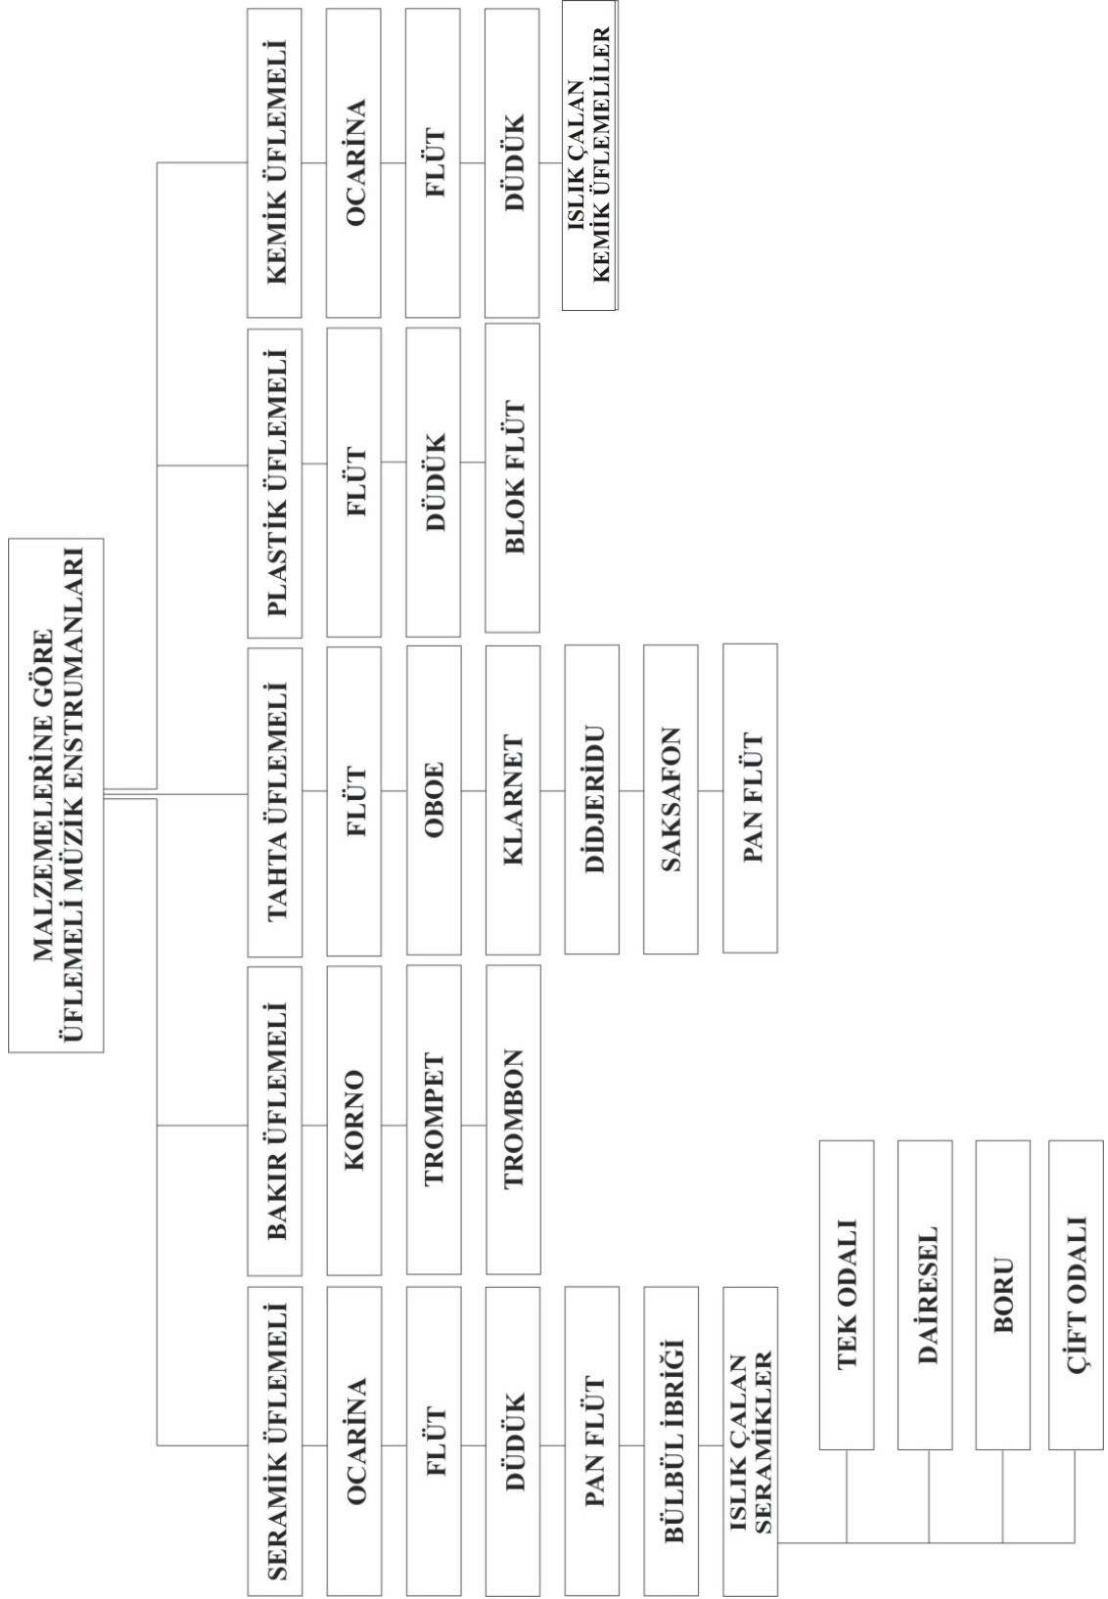 MALZEMELERİNE GÖRE
ÜFLEMELİ MÜZİK ENSTRUMANLARI
SERAMİK ÜFLEMELİ
OCARİNA
FLÜT
DÜDÜK
PAN FLÜT
BÜLBÜL İBRİĞİ
ISLIK ÇALAN
SERAMİKLER
TEK ODALI
DAİRESEL
BORU
ÇİFT ODALI
BAKIR ÜFLEMELİ
KORNO
TROMPET
TROMBON
TAHTA ÜFLEMELİ
FLÜT
OBOE
KLARNET
DİDJERİDU
SAKSAFON
PAN FLÜT
PLASTİK ÜFLEMELİ
FLÜT
DÜDÜK
BLOK FLÜT
KEMİK ÜFLEMELİ
OCARİNA
FLÜT
DÜDÜK
ISLIK ÇALAN
KEMİK ÜFLEMELİLER